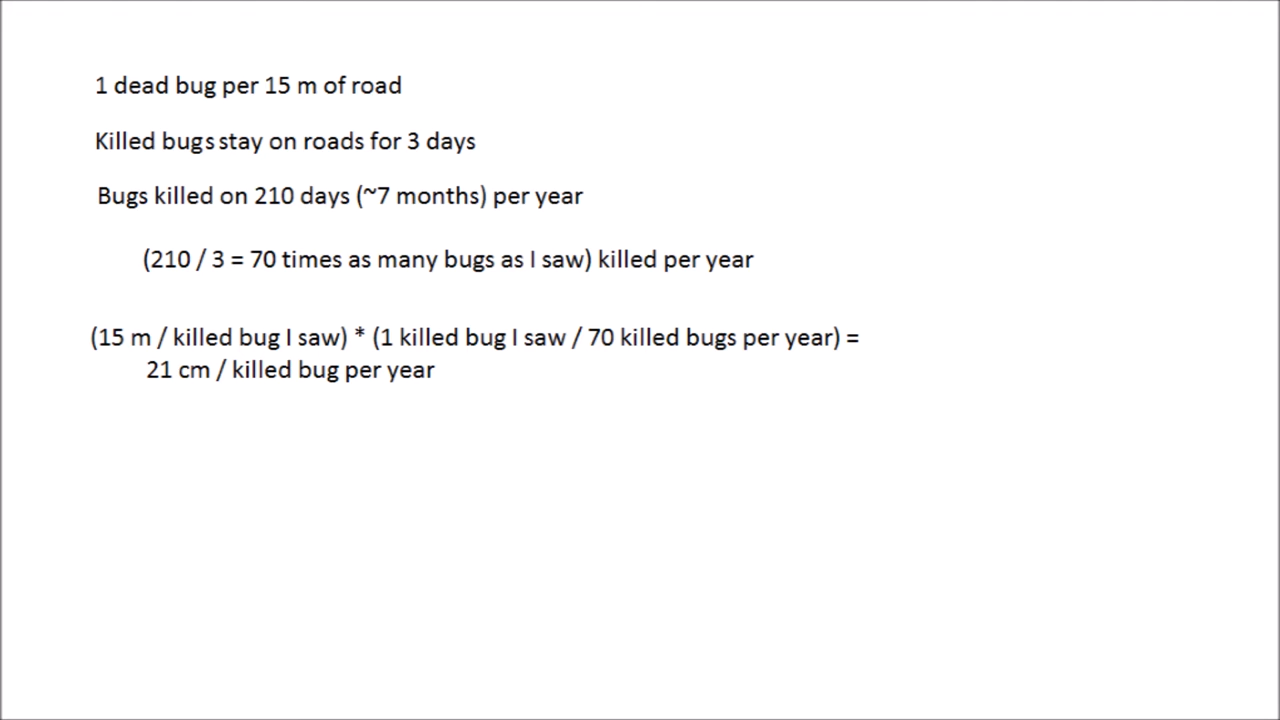 1 dead bug per 15 m of road
Killed bugs stay on roads for 3 days
Bugs killed on 210 days (~7 months) per year
(210 / 3 = 70 times as many bugs as I saw) killed per year
(15 m / killed bug I saw) * (1 killed bug I saw / 70 killed bugs per year) =
21 cm / killed bug per year